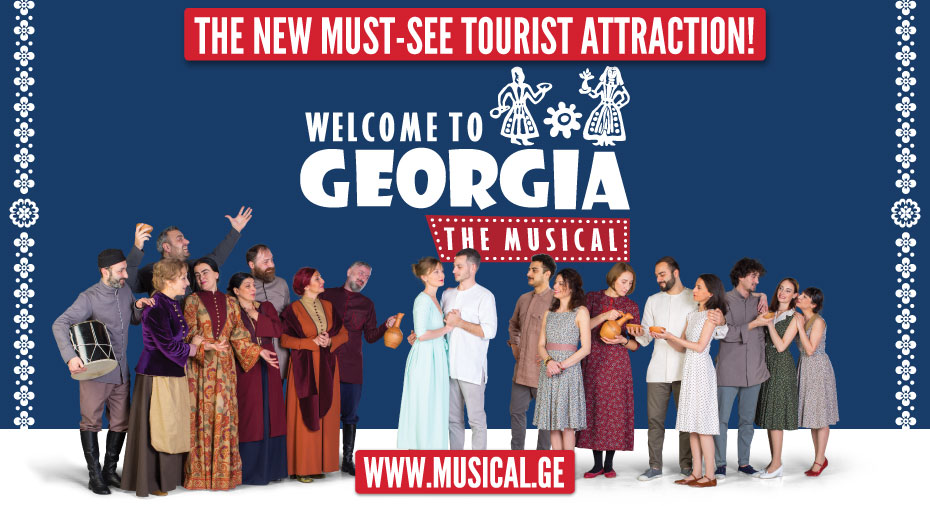 THE NEW MUST-SEE TOURIST ATTRACTION!
WELCOME TO
GEORGIA
THE MUSICAL
WWW.MUSICAL.GE